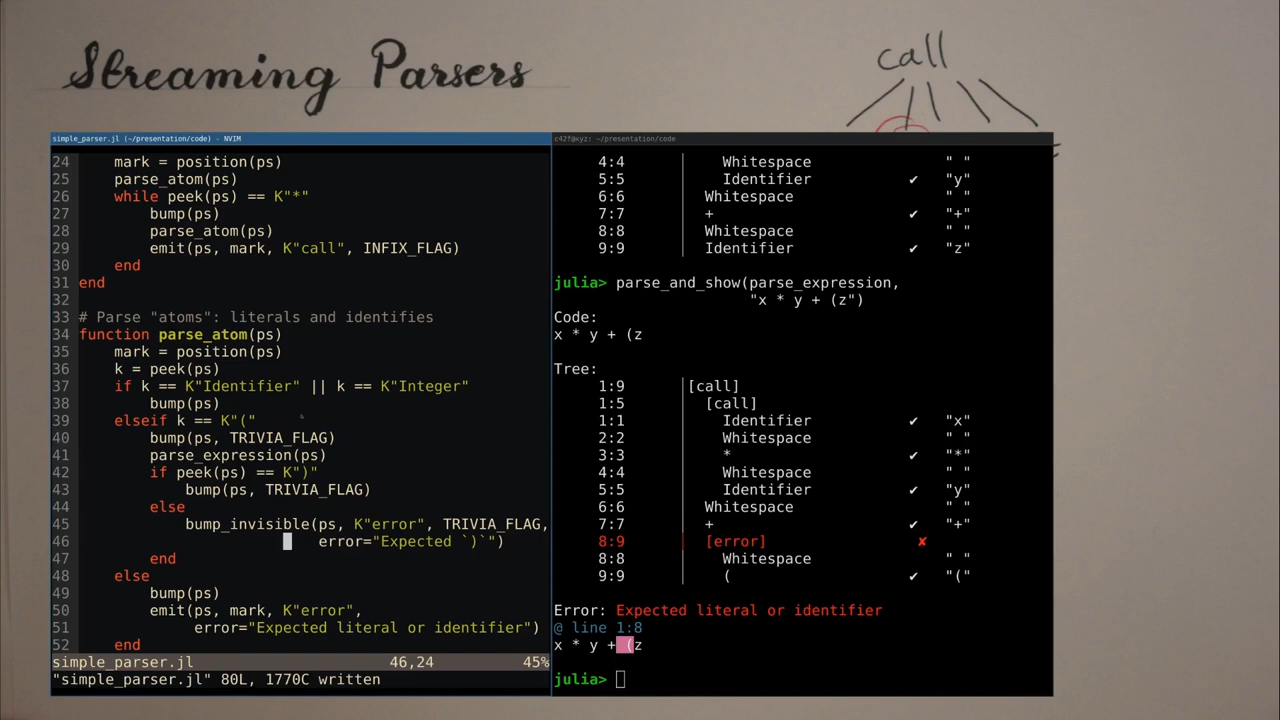 Streaming Parsers
call
simple_parser.jl (~/presentation/code) - NVIM
24 mark = position(ps)
25 parse_atom(ps)
26 while peek(ps) == K"*"
27 bump(ps)
28 parse_atom(ps)
29 emit(ps, mark, K"call", INFIX_FLAG)
30 end
31 end
32
33 # Parse "atoms": literals and identifies
34 function parse_atom(ps)
35 mark = position(ps)
36 k = peek(ps)
37 if k == K"Identifier" || k == K"Integer"
38 bump(ps)
39 elseif k == K"("
40 bump(ps, TRIVIA_FLAG)
41 parse_expression(ps)
42 if peek(ps) == K")"
43 bump(ps, TRIVIA_FLAG)
44 else
45 bump_invisible(ps, K"error", TRIVIA_FLAG,
46 error="Expected `)`")
47 end
48 else
49 bump(ps)
50 emit(ps, mark, K"error",
51 error="Expected literal or identifier")
52 end
simple_parser.jl 46,24 45%
"simple_parser.jl" 80L, 1770C written
c42f@xyz: ~/presentation/code
4:4 │ Whitespace " "
5:5 │ Identifier ✔ "y"
6:6 │ Whitespace " "
7:7 │ + ✔ "+"
8:8 │ Whitespace " "
9:9 │ Identifier ✔ "z"
julia> parse_and_show(parse_expression,
"x * y + (z")
Code:
x * y + (z
Tree:
1:9 │[call]
1:5 │ [call]
1:1 │ Identifier ✔ "x"
2:2 │ Whitespace " "
3:3 │ * ✔ "*"
4:4 │ Whitespace " "
5:5 │ Identifier ✔ "y"
6:6 │ Whitespace " "
7:7 │ + ✔ "+"
8:9 │ [error] ✘
8:8 │ Whitespace " "
9:9 │ ( ✔ "("
Error: Expected literal or identifier
@ line 1:8
x * y + (z
julia>